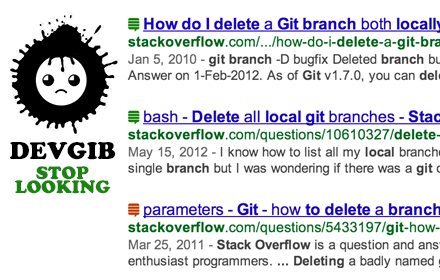 DEVGIB
STOP
LOOKING
How do I delete a Git branch both locally
stackoverflow.com/.../how-do-i-delete-a-git-bra
Jan 5, 2010 - git branch -D bugfix Deleted branch bu
Answer on 1-Feb-2012. As of Git v1.7.0, you can dele
bash - Delete all local git branches - Stac
stackoverflow.com/questions/10610327/delete-
May 15, 2012 - I know how to list all my local branche
single branch but I was wondering if there was a git c
parameters - Git - how to delete a branch
stackoverflow.com/questions/5433197/git-how-
Mar 25, 2011 - Stack Overflow is a question and ans
enthusiast programmers. ... Deleting a badly named g